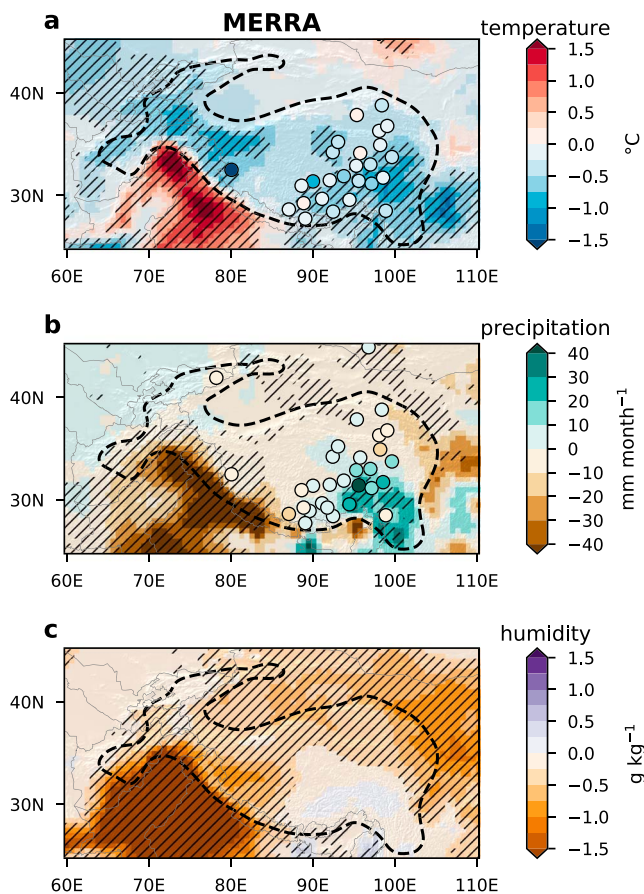 MERRA
a
temperature
40N
30N
60E 70E 80E 90E 100E 110E
1.5
1.0
0.5
0.0
−0.5
−1.0
−1.5
°C
b
precipitation
40N
30N
60E 70E 80E 90E 100E 110E
40
30
20
10
0
−10
−20
−30
−40
mm month⁻¹
c
humidity
40N
30N
60E 70E 80E 90E 100E 110E
1.5
1.0
0.5
0.0
−0.5
−1.0
−1.5
g kg⁻¹